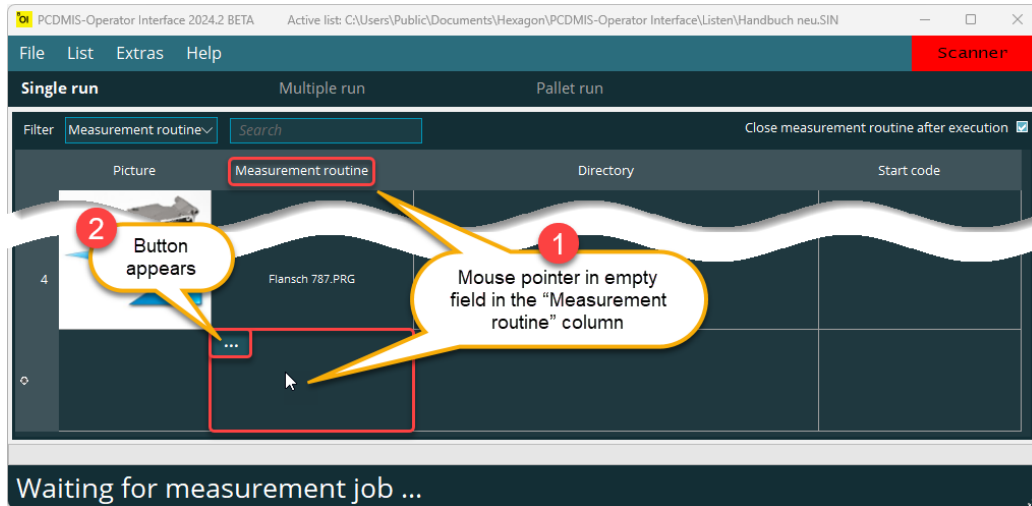 OI PCDMIS-Operator Interface 2024.2 BETA Active list: C:\Users\Public\Documents\Hexagon\PCDMIS-Operator Interface\Listen\Handbuch neu.SIN
File List Extras Help Scanner
Single run Multiple run Pallet run
Filter Measurement routine Search Close measurement routine after execution
Picture Measurement routine Directory Start code
2
Button
appears
1
Mouse pointer in empty
field in the “Measurement
routine” column
4 Flansch 787.PRG
...
Waiting for measurement job ...